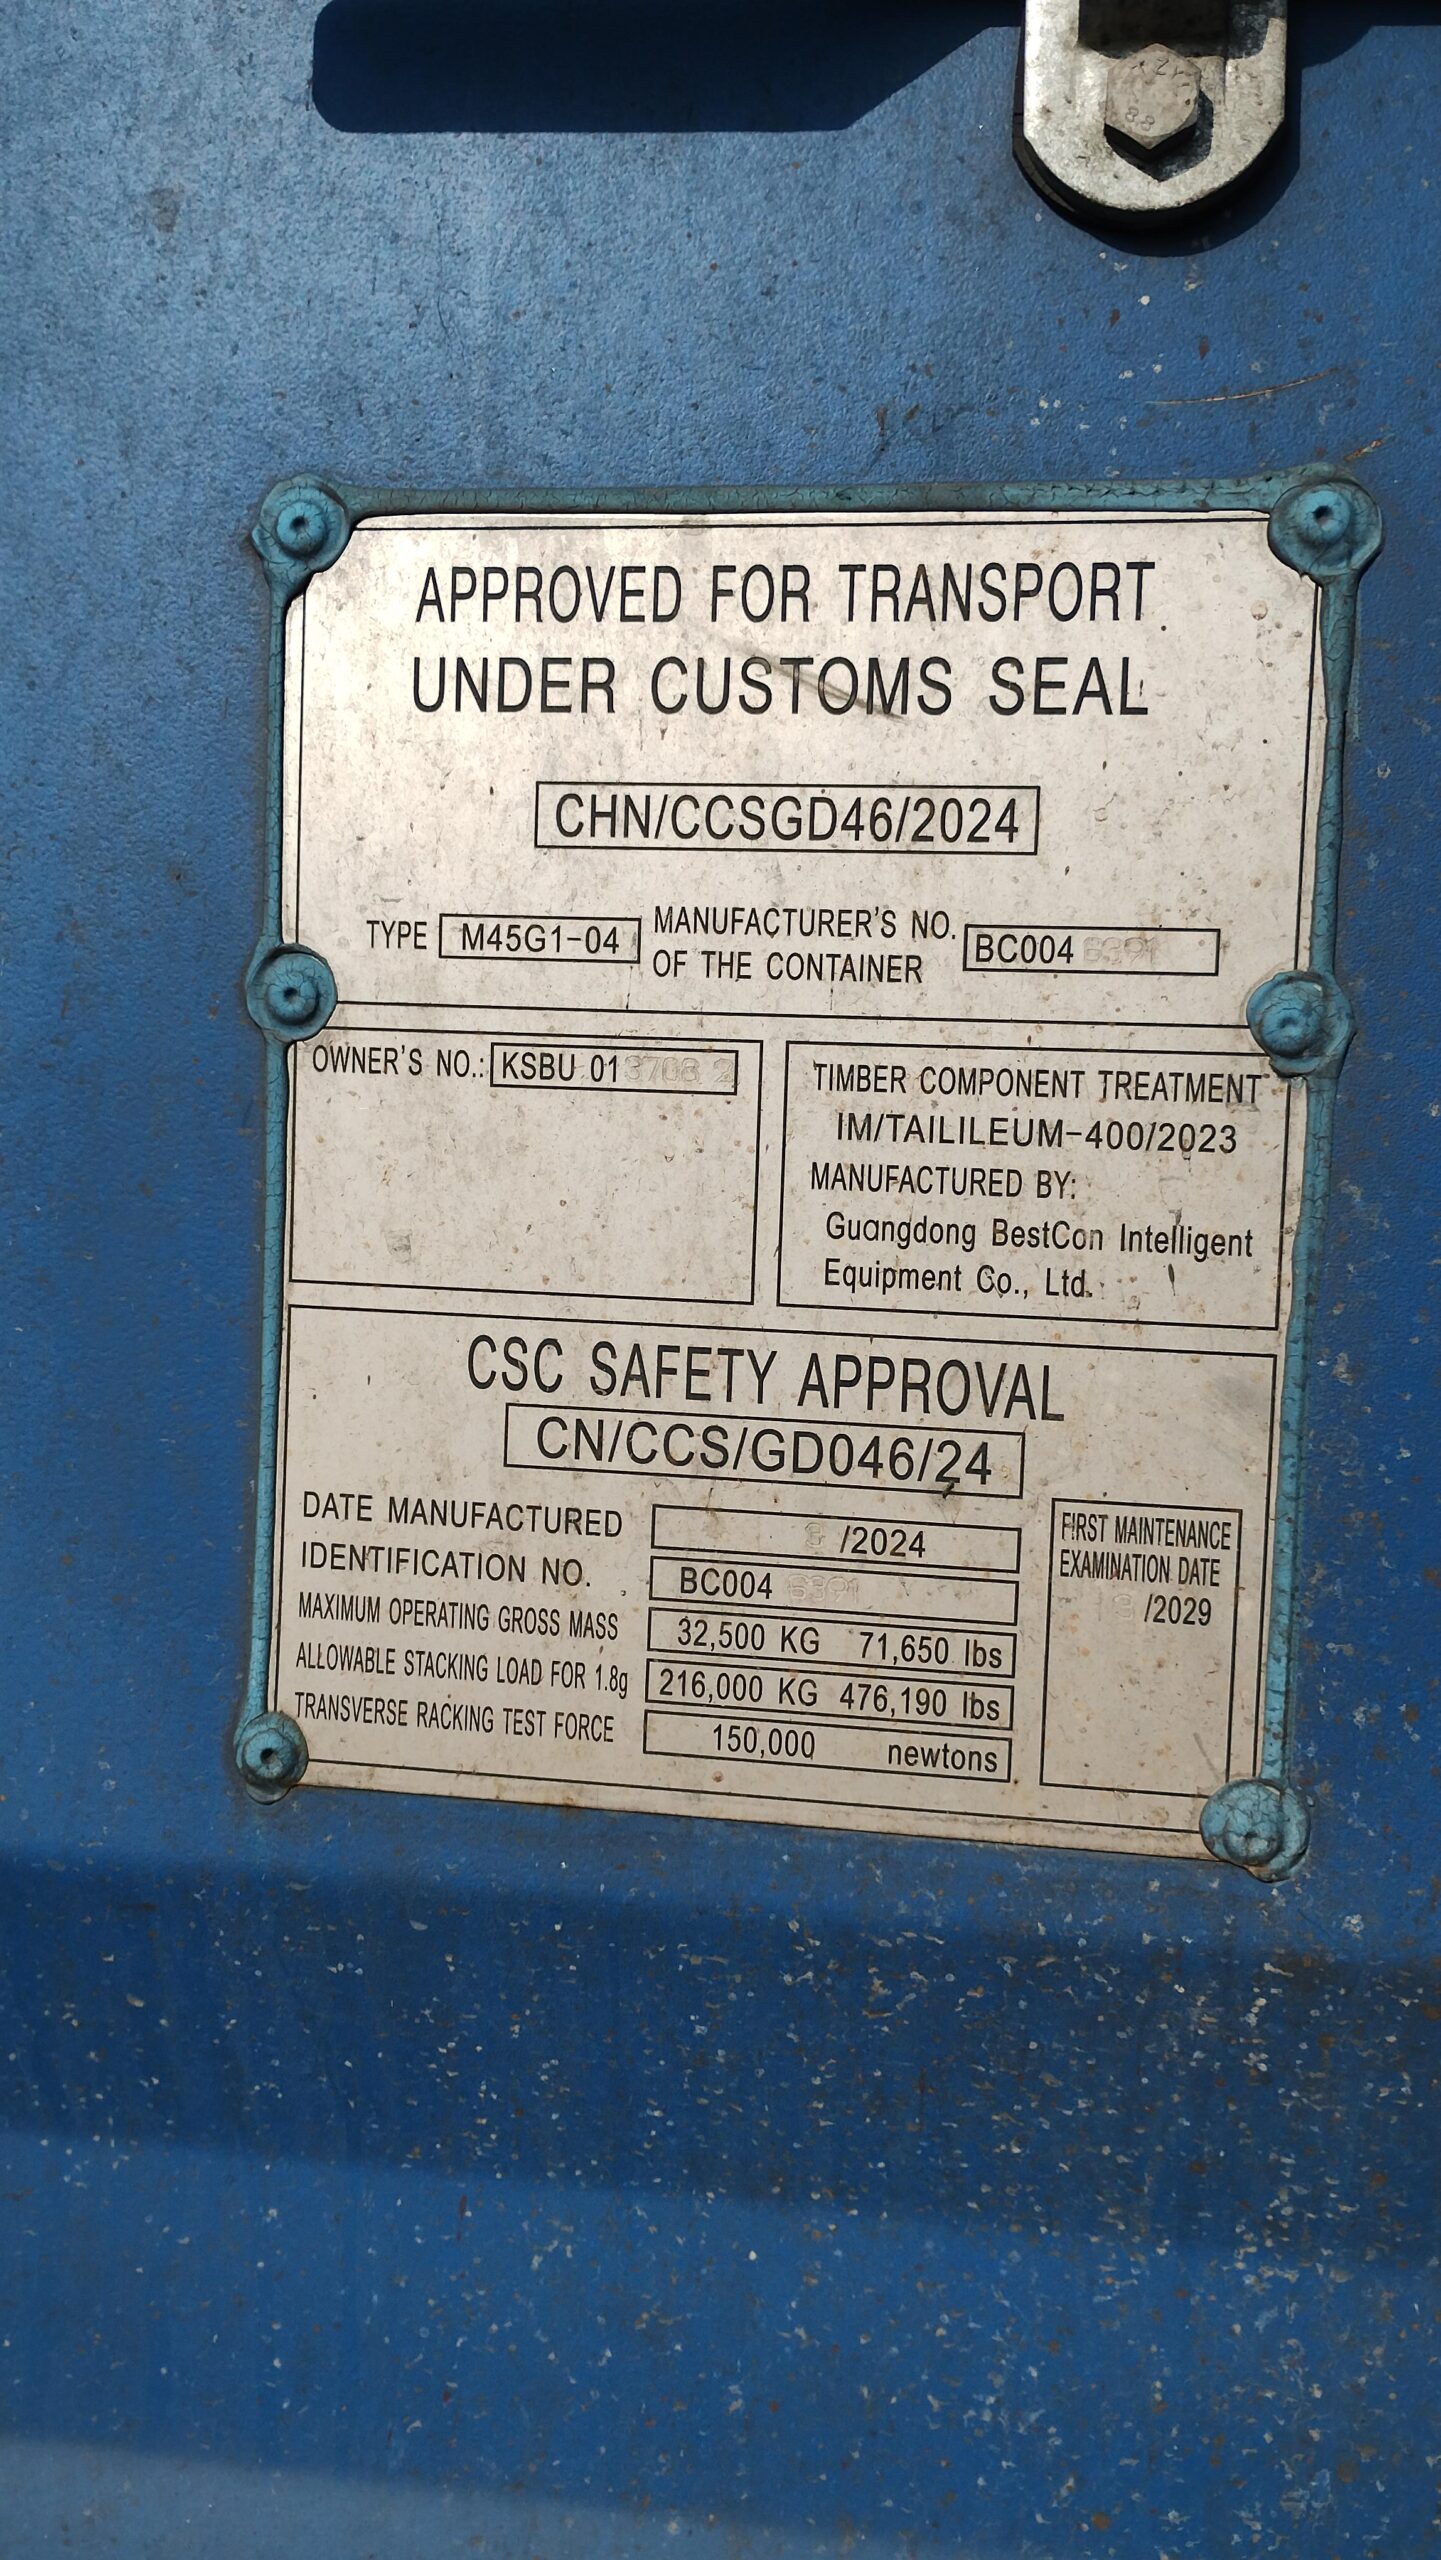 APPROVED FOR TRANSPORT
UNDER CUSTOMS SEAL
CHN/CCSGD46/2024
TYPE M45G1-04 MANUFACTURER'S NO. OF THE CONTAINER BC004 6391
OWNER'S NO.: KSBU 01
TIMBER COMPONENT TREATMENT
IM/TAILILEUM-400/2023
MANUFACTURED BY:
Guangdong BestCon Intelligent
Equipment Co., Ltd.
CSC SAFETY APPROVAL
CN/CCS/GD046/24
DATE MANUFACTURED /2024
IDENTIFICATION NO. BC004 6391
MAXIMUM OPERATING GROSS MASS 32,500 KG 71,650 lbs
ALLOWABLE STACKING LOAD FOR 1.8g 216,000 KG 476,190 lbs
TRANSVERSE RACKING TEST FORCE 150,000 newtons
FIRST MAINTENANCE
EXAMINATION DATE
/2029